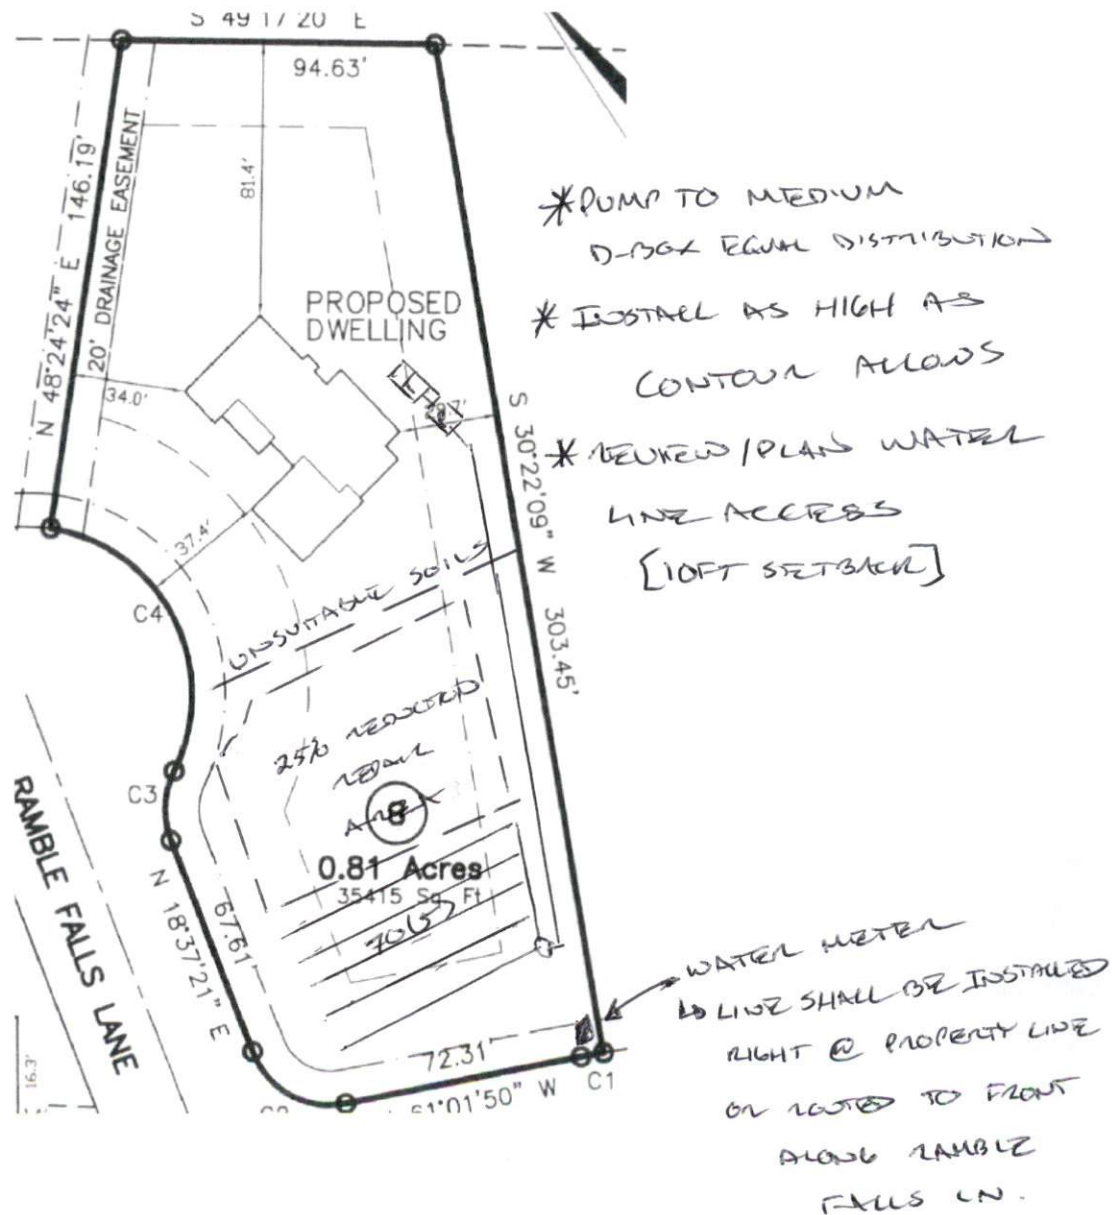 S 49 17 20 E
94.63'
N 48°24'24" E 146.19'
20' DRAINAGE EASEMENT
81.4'
PROPOSED
DWELLING
34.0'
37.4'
C4
S 30°22'09" W 303.45'
UNSUITABLE SOILS
25% REDUCTION
REPAIR
AREA
8
0.81 Acres
35415 Sq Ft
C3
RAMBLE FALLS LANE
N 18°37'21" E
67.61'
72.31'
61°01'50" W
C1
C2
16.3'
* PUMP TO MEDIUM
D-BOX EQUAL DISTRIBUTION
* INSTALL AS HIGH AS
CONTOUR ALLOWS
* REVIEW/PLAN WATER
LINE ACCESS
[10FT SETBACK]
WATER METER
↳ LINE SHALL BE INSTALLED
RIGHT @ PROPERTY LINE
OR ROUTED TO FRONT
ALONG RAMBLE
FALLS LN.